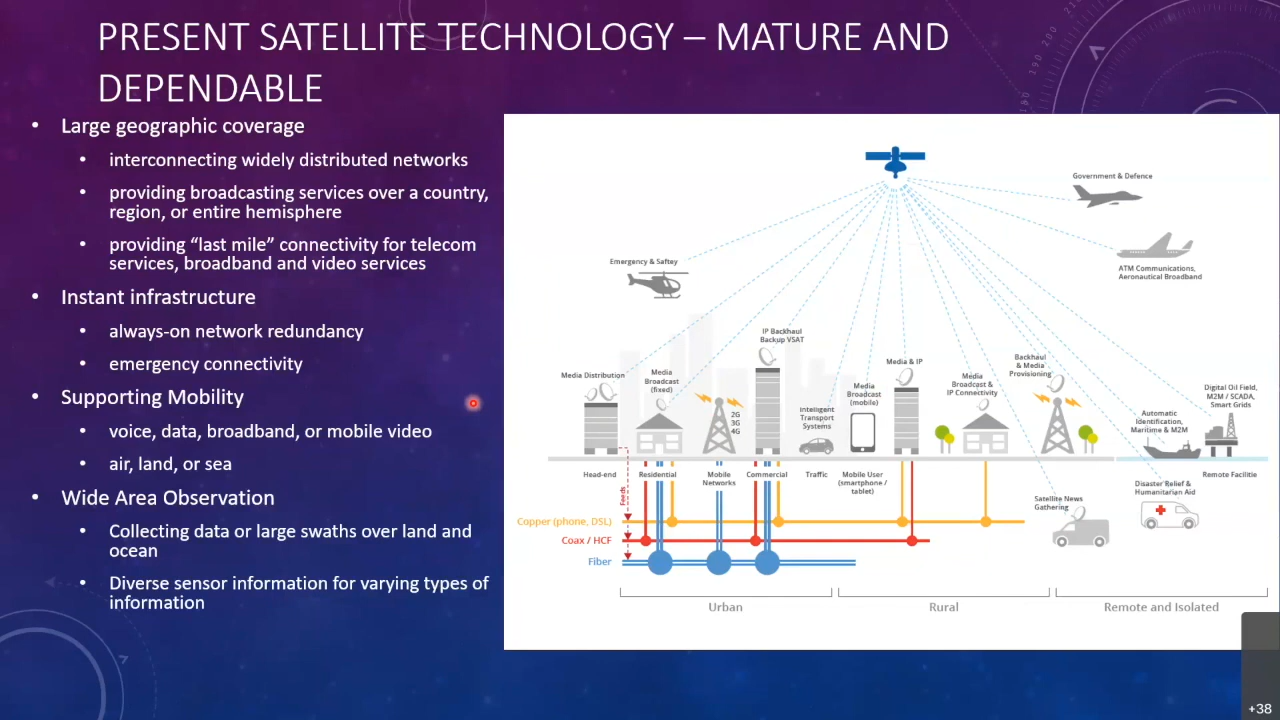 PRESENT SATELLITE TECHNOLOGY – MATURE AND
DEPENDABLE
• Large geographic coverage
• interconnecting widely distributed networks
• providing broadcasting services over a country,
region, or entire hemisphere
• providing “last mile” connectivity for telecom
services, broadband and video services
• Instant infrastructure
• always-on network redundancy
• emergency connectivity
• Supporting Mobility
• voice, data, broadband, or mobile video
• air, land, or sea
• Wide Area Observation
• Collecting data or large swaths over land and
ocean
• Diverse sensor information for varying types of
information
Government & Defence
ATM Communications,
Aeronautical Broadband
Emergency & Saftey
IP Backhaul
Backup VSAT
Media Distribution
Media
Broadcast
(fixed)
2G
3G
4G
Intelligent
Transport
Systems
Media
Broadcast
(mobile)
Media & IP
Media
Broadcast &
IP Connectivity
Backhaul
& Media
Provisioning
Automatic
Identification,
Maritime & M2M
Digital Oil Field,
M2M / SCADA,
Smart Grids
Head-end
Residential
Mobile
Networks
Commercial
Traffic
Mobile User
(smartphone /
tablet)
Remote Facilitie
Satellite News
Gathering
Disaster Relief &
Humanitarian Aid
Feeds
Copper (phone, DSL)
Coax / HCF
Fiber
Urban
Rural
Remote and Isolated
+38